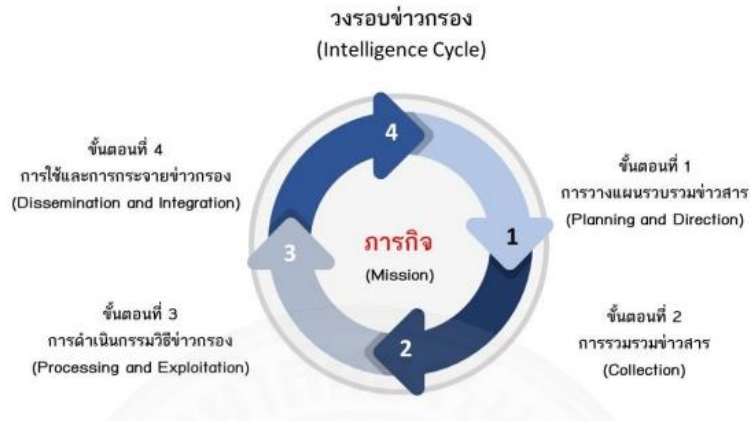 วงรอบข่าวกรอง
(Intelligence Cycle)
4
ขั้นตอนที่ 4
การใช้และการกระจายข่าวกรอง
(Dissemination and Integration)
ขั้นตอนที่ 1
การวางแผนรวบรวมข่าวสาร
(Planning and Direction)
1
ภารกิจ
(Mission)
3
ขั้นตอนที่ 3
การดำเนินกรรมวิธีข่าวกรอง
(Processing and Exploitation)
2
ขั้นตอนที่ 2
การรวมรวมข่าวสาร
(Collection)